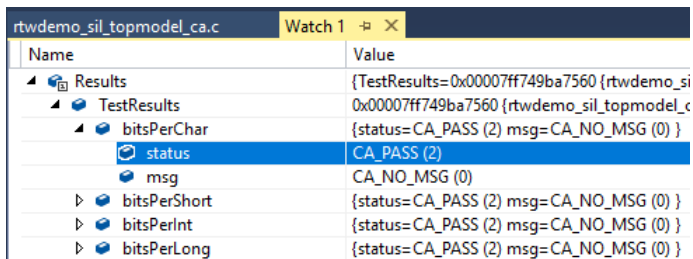 rtwdemo_sil_topmodel_ca.c Watch 1
Name Value
Results {TestResults=0x00007ff749ba7560 {rtwdemo_si
TestResults 0x00007ff749ba7560 {rtwdemo_sil_topmodel_c
bitsPerChar {status=CA_PASS (2) msg=CA_NO_MSG (0) }
status CA_PASS (2)
msg CA_NO_MSG (0)
bitsPerShort {status=CA_PASS (2) msg=CA_NO_MSG (0) }
bitsPerInt {status=CA_PASS (2) msg=CA_NO_MSG (0) }
bitsPerLong {status=CA_PASS (2) msg=CA_NO_MSG (0) }